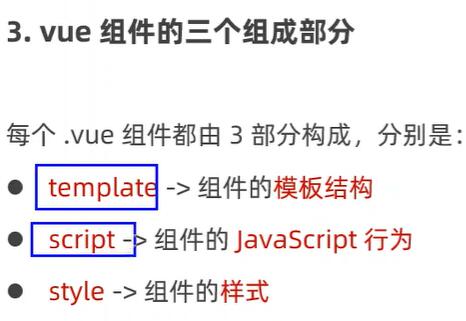 3. vue 组件的三个组成部分
每个 .vue 组件都由 3 部分构成，分别是：
● template -> 组件的模板结构
● script -> 组件的 JavaScript 行为
● style -> 组件的样式